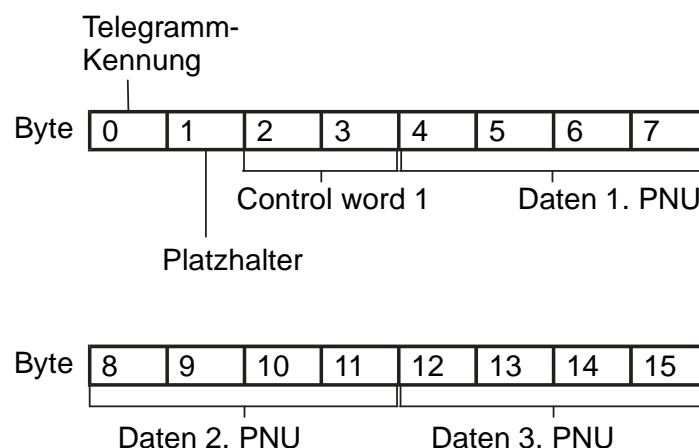 Telegramm-
Kennung
Byte 0 1 2 3 4 5 6 7
Control word 1 Daten 1. PNU
Platzhalter
Byte 8 9 10 11 12 13 14 15
Daten 2. PNU Daten 3. PNU